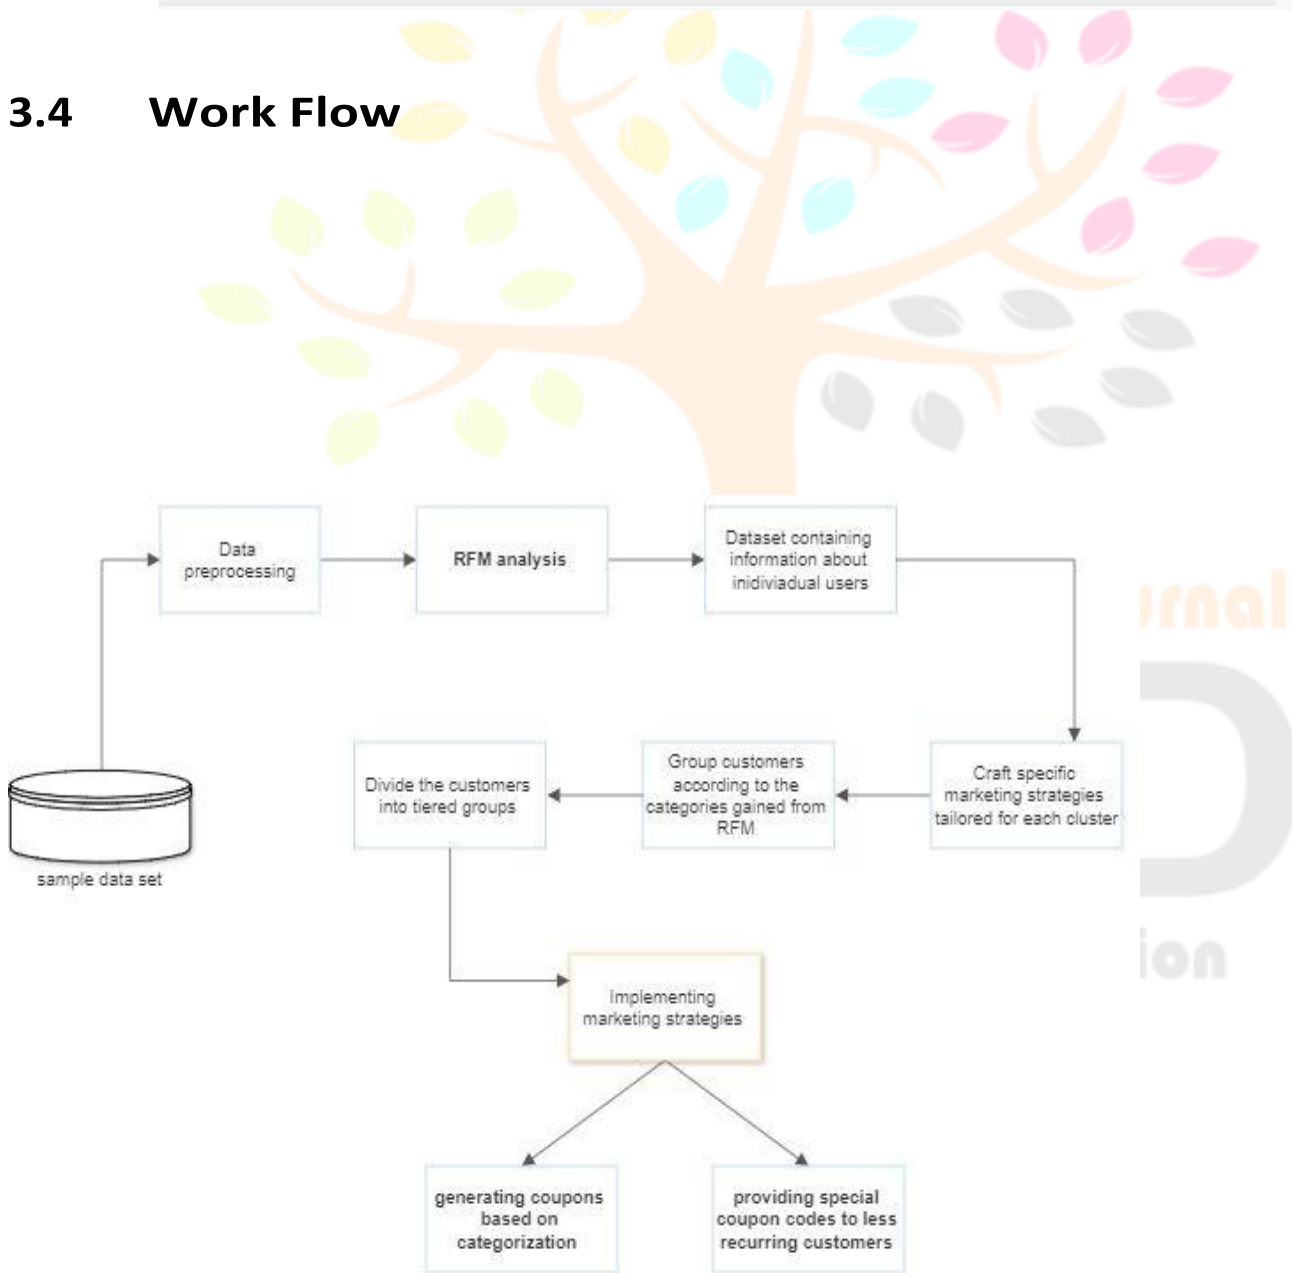 3.4 Work Flow
Data
preprocessing
RFM analysis
Dataset containing
information about
inidiviadual users
Craft specific
marketing strategies
tailored for each cluster
Group customers
according to the
categories gained from
RFM
Divide the customers
into tiered groups
sample data set
Implementing
marketing strategies
generating coupons
based on
categorization
providing special
coupon codes to less
recurring customers
urnal
D
ion